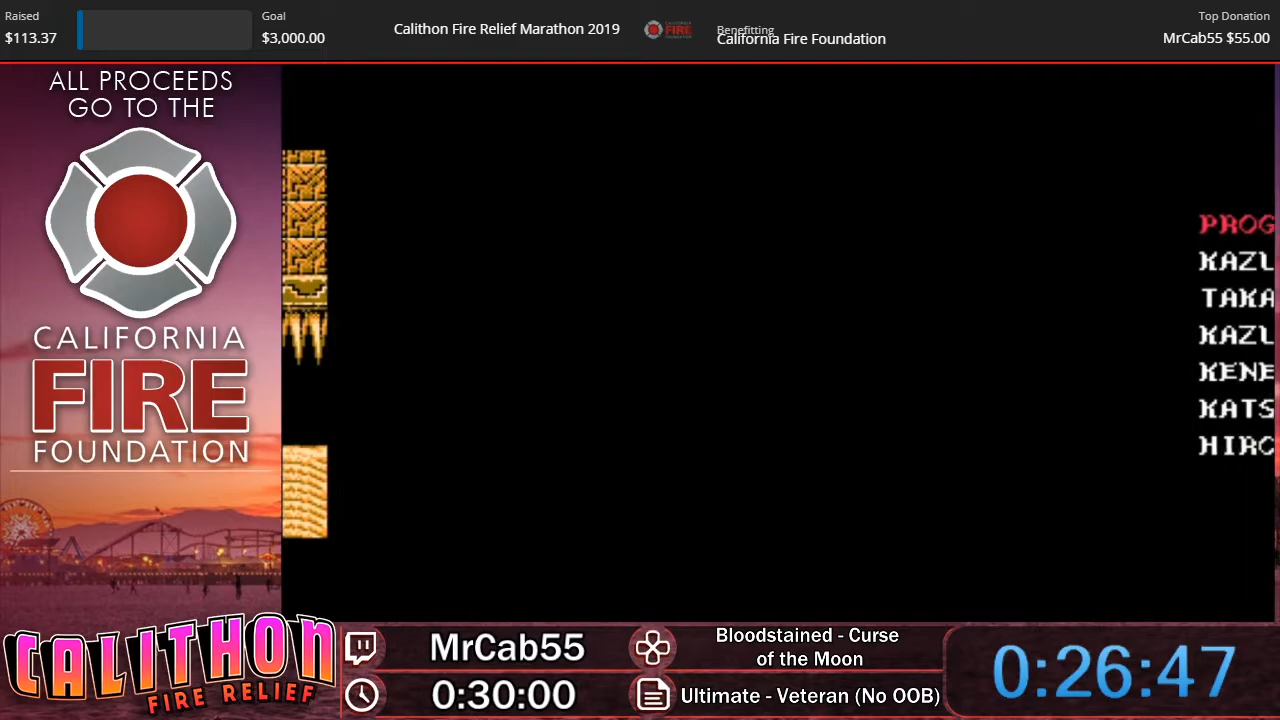 Raised
$113.37
Goal
$3,000.00
Calithon Fire Relief Marathon 2019
Benefitting
California Fire Foundation
Top Donation
MrCab55 $55.00
ALL PROCEEDS
GO TO THE
CALIFORNIA
FIRE
FOUNDATION
PROG
KAZU
TAKA
KAZU
KENE
KATS
HIRO
CALITHON
FIRE RELIEF
MrCab55
0:30:00
Bloodstained - Curse
of the Moon
Ultimate - Veteran (No OOB)
0:26:47